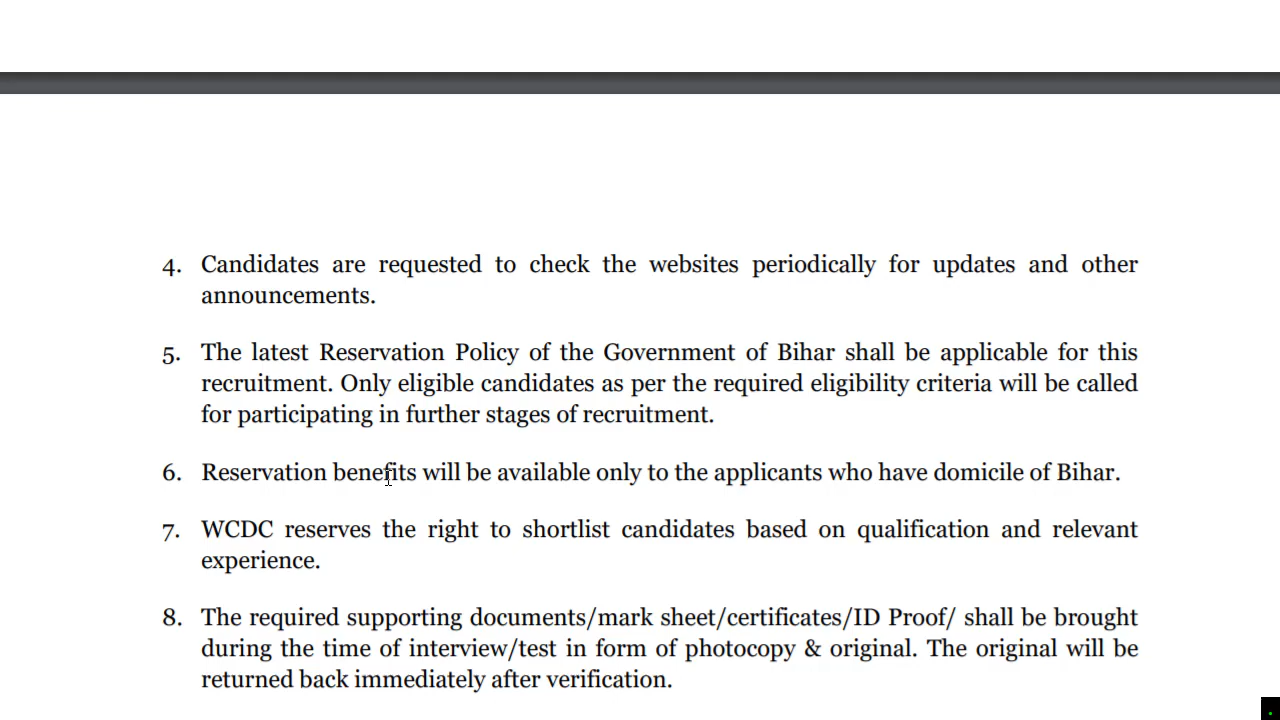 4. Candidates are requested to check the websites periodically for updates and other
announcements.
5. The latest Reservation Policy of the Government of Bihar shall be applicable for this
recruitment. Only eligible candidates as per the required eligibility criteria will be called
for participating in further stages of recruitment.
6. Reservation benefits will be available only to the applicants who have domicile of Bihar.
7. WCDC reserves the right to shortlist candidates based on qualification and relevant
experience.
8. The required supporting documents/mark sheet/certificates/ID Proof/ shall be brought
during the time of interview/test in form of photocopy & original. The original will be
returned back immediately after verification.